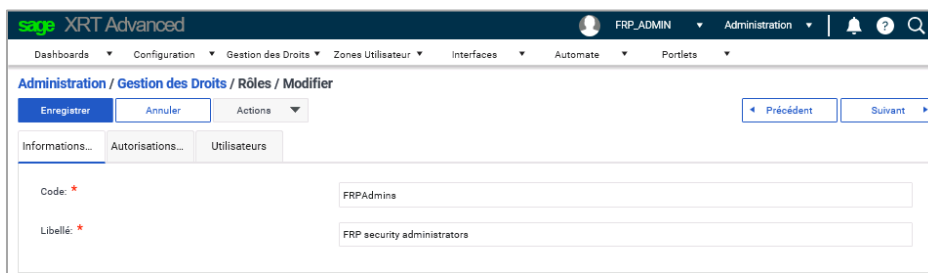 sage XRT Advanced FRP_ADMIN Administration
Dashboards Configuration Gestion des Droits Zones Utilisateur Interfaces Automate Portlets
Administration / Gestion des Droits / Rôles / Modifier
Enregistrer Annuler Actions Précédent Suivant
Informations... Autorisations... Utilisateurs
Code: * FRPAdmins
Libellé: * FRP security administrators